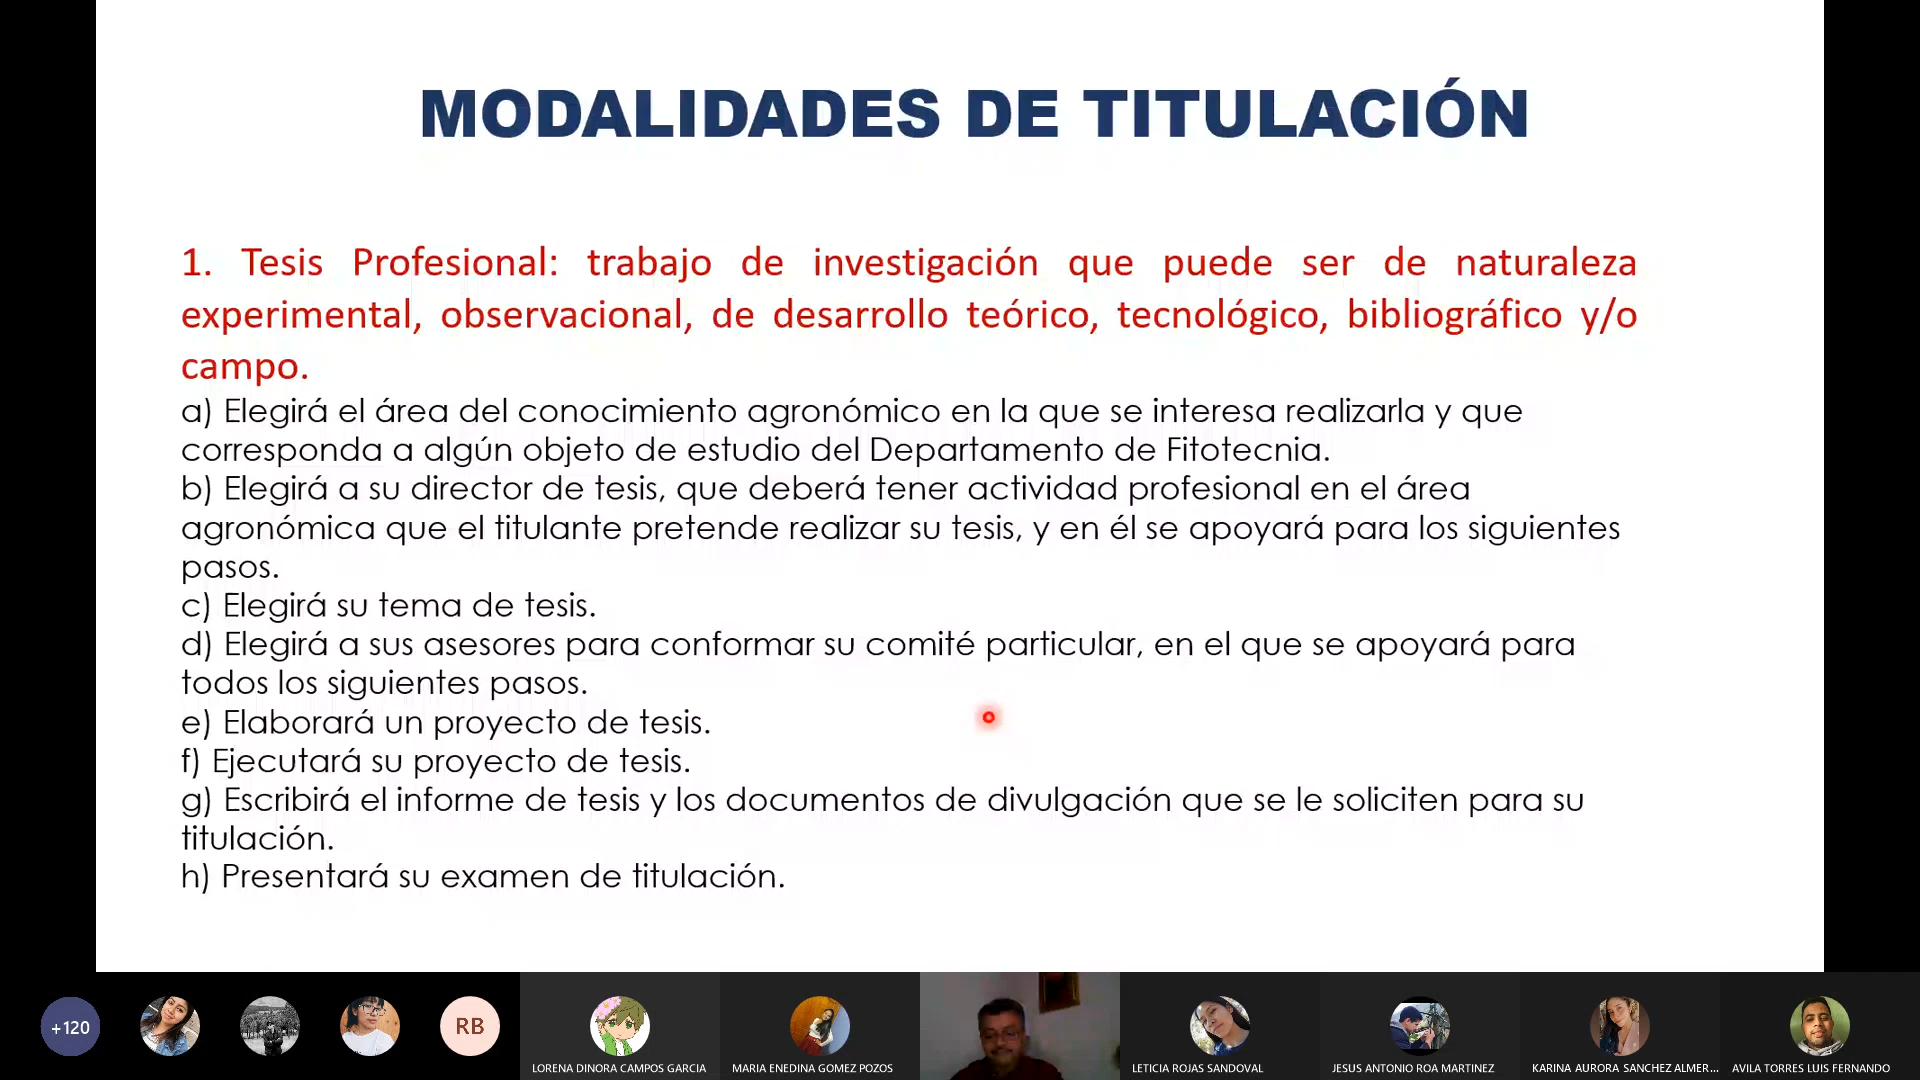 MODALIDADES DE TITULACIÓN
1. Tesis Profesional: trabajo de investigación que puede ser de naturaleza
experimental, observacional, de desarrollo teórico, tecnológico, bibliográfico y/o
campo.
a) Elegirá el área del conocimiento agronómico en la que se interesa realizarla y que
corresponda a algún objeto de estudio del Departamento de Fitotecnia.
b) Elegirá a su director de tesis, que deberá tener actividad profesional en el área
agronómica que el titulante pretende realizar su tesis, y en él se apoyará para los siguientes
pasos.
c) Elegirá su tema de tesis.
d) Elegirá a sus asesores para conformar su comité particular, en el que se apoyará para
todos los siguientes pasos.
e) Elaborará un proyecto de tesis.
f) Ejecutará su proyecto de tesis.
g) Escribirá el informe de tesis y los documentos de divulgación que se le soliciten para su
titulación.
h) Presentará su examen de titulación.
+120
RB
LORENA DINORA CAMPOS GARCIA
MARIA ENEDINA GOMEZ POZOS
LETICIA ROJAS SANDOVAL
JESUS ANTONIO ROA MARTINEZ
KARINA AURORA SANCHEZ ALMER...
AVILA TORRES LUIS FERNANDO